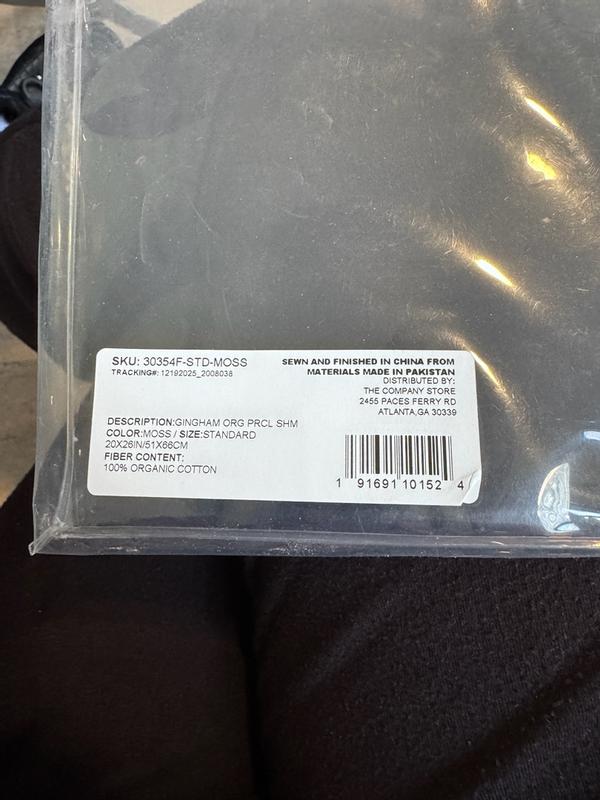 SKU: 30354F-STD-MOSS
TRACKING#: 12192025_2008038
SEWN AND FINISHED IN CHINA FROM
MATERIALS MADE IN PAKISTAN
DISTRIBUTED BY:
THE COMPANY STORE
2455 PACES FERRY RD
ATLANTA,GA 30339
DESCRIPTION:GINGHAM ORG PRCL SHM
COLOR:MOSS / SIZE:STANDARD
20X26IN/51X66CM
FIBER CONTENT:
100% ORGANIC COTTON
1 91691 10152 4